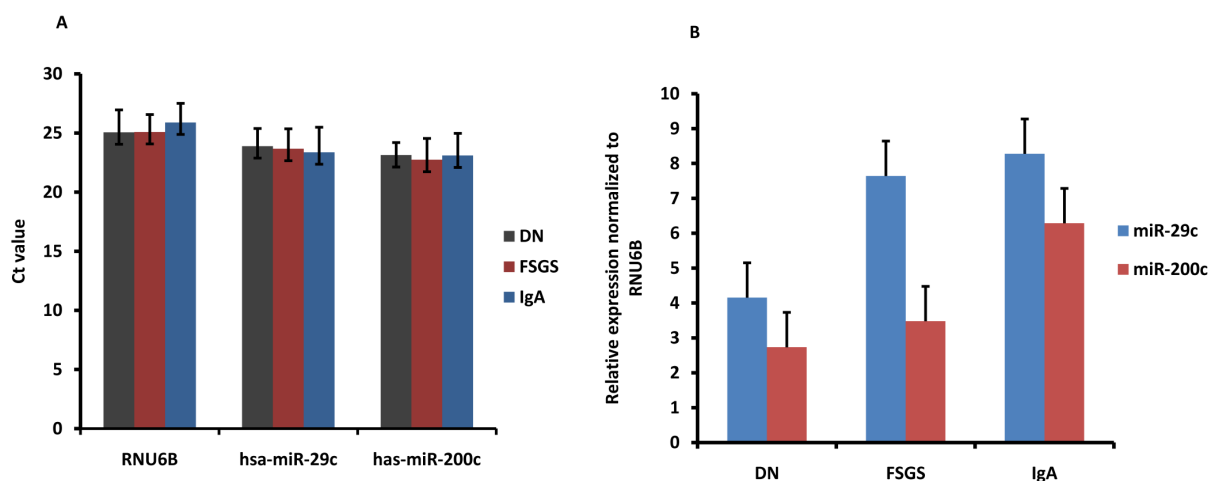 A
30
25
20
15
10
5
0
Ct value
RNU6B
hsa-miR-29c
has-miR-200c
DN
FSGS
IgA
B
10
9
8
7
6
5
4
3
2
1
0
Relative expression normalized to
RNU6B
DN
FSGS
IgA
miR-29c
miR-200c